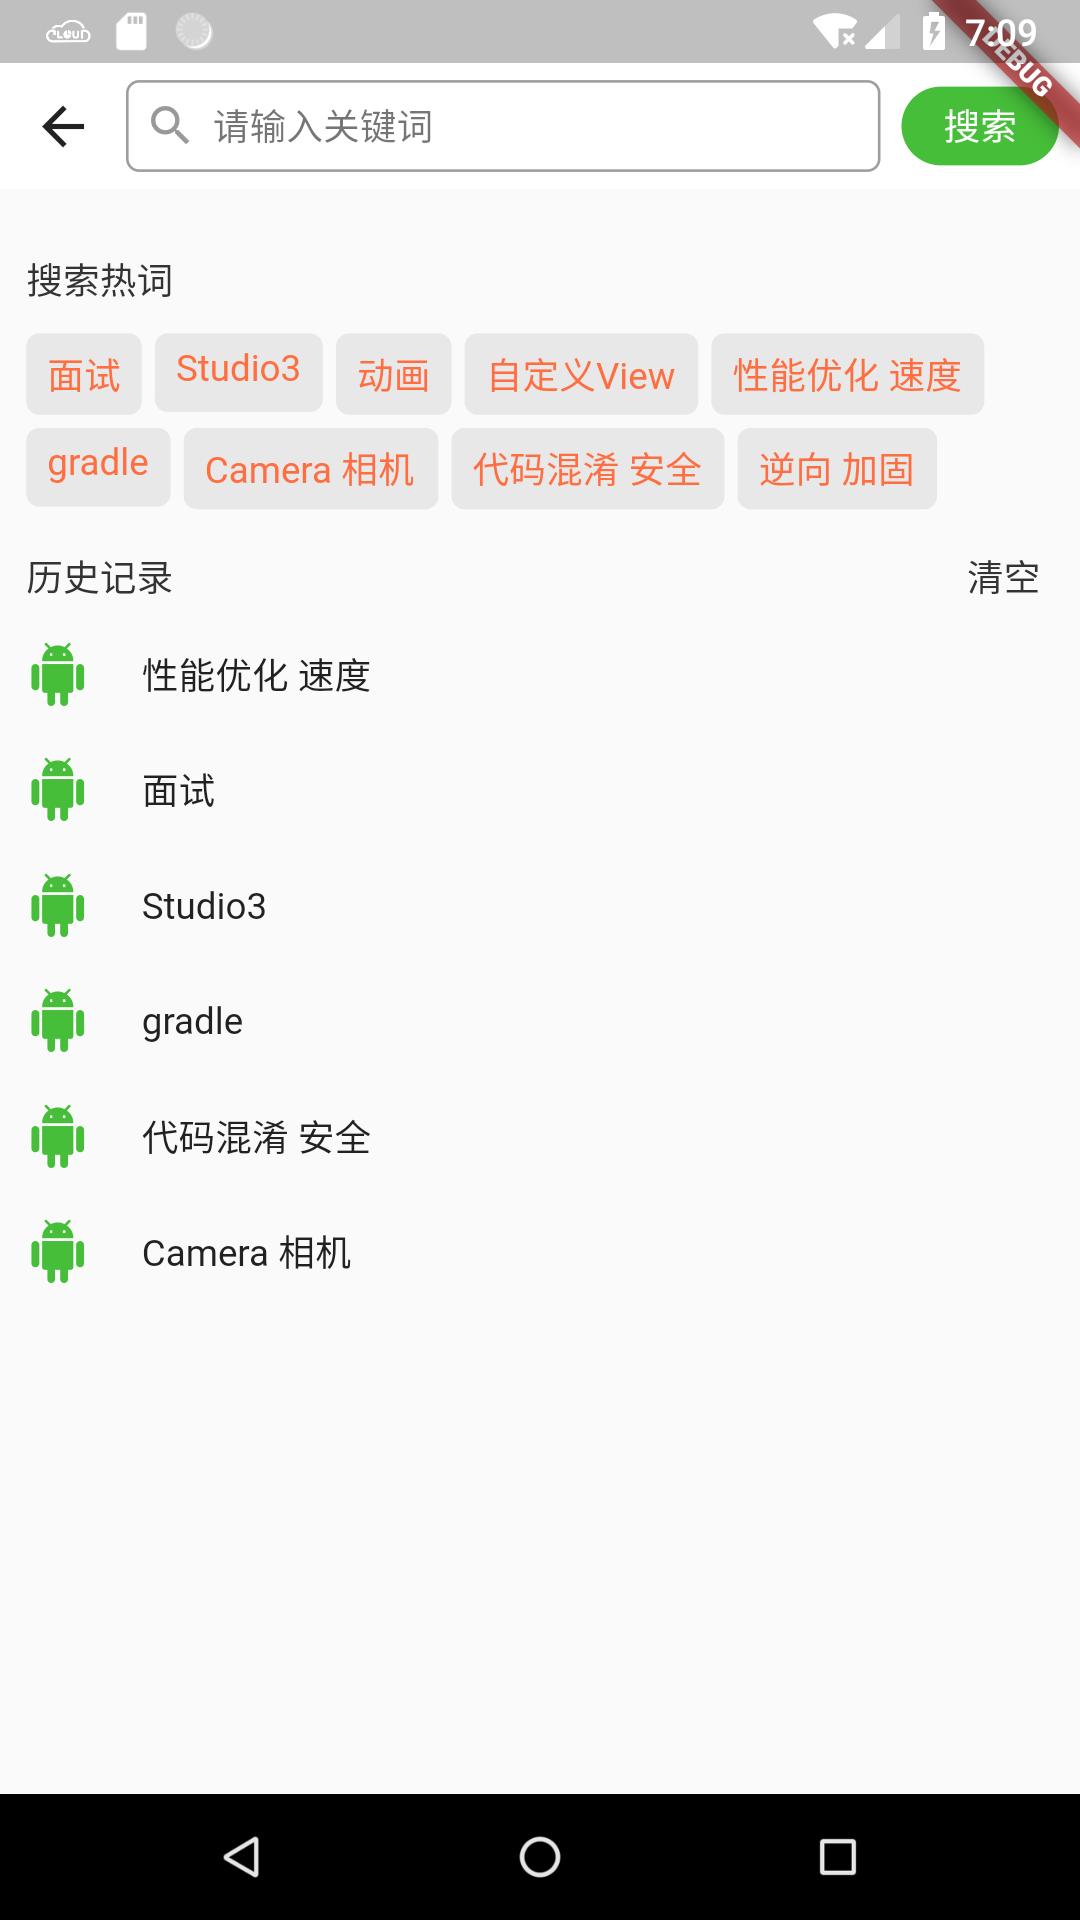 CLOUD
7:09
DEBUG
请输入关键词
搜索
搜索热词
面试 Studio3 动画 自定义View 性能优化 速度
gradle Camera 相机 代码混淆 安全 逆向 加固
历史记录 清空
性能优化 速度
面试
Studio3
gradle
代码混淆 安全
Camera 相机